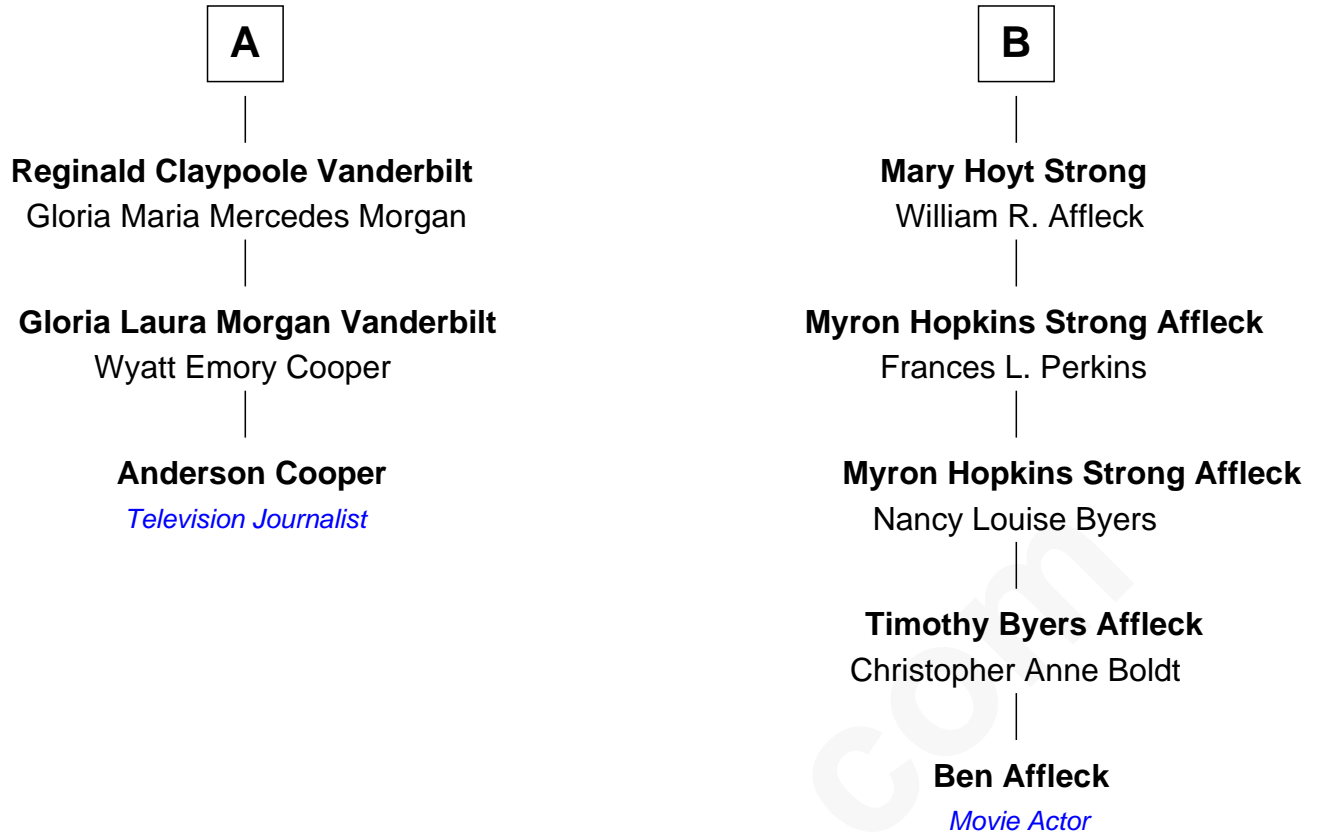 A
Reginald Claypoole Vanderbilt
Gloria Maria Mercedes Morgan
Gloria Laura Morgan Vanderbilt
Wyatt Emory Cooper
Anderson Cooper
Television Journalist
B
Mary Hoyt Strong
William R. Affleck
Myron Hopkins Strong Affleck
Frances L. Perkins
Myron Hopkins Strong Affleck
Nancy Louise Byers
Timothy Byers Affleck
Christopher Anne Boldt
Ben Affleck
Movie Actor
com